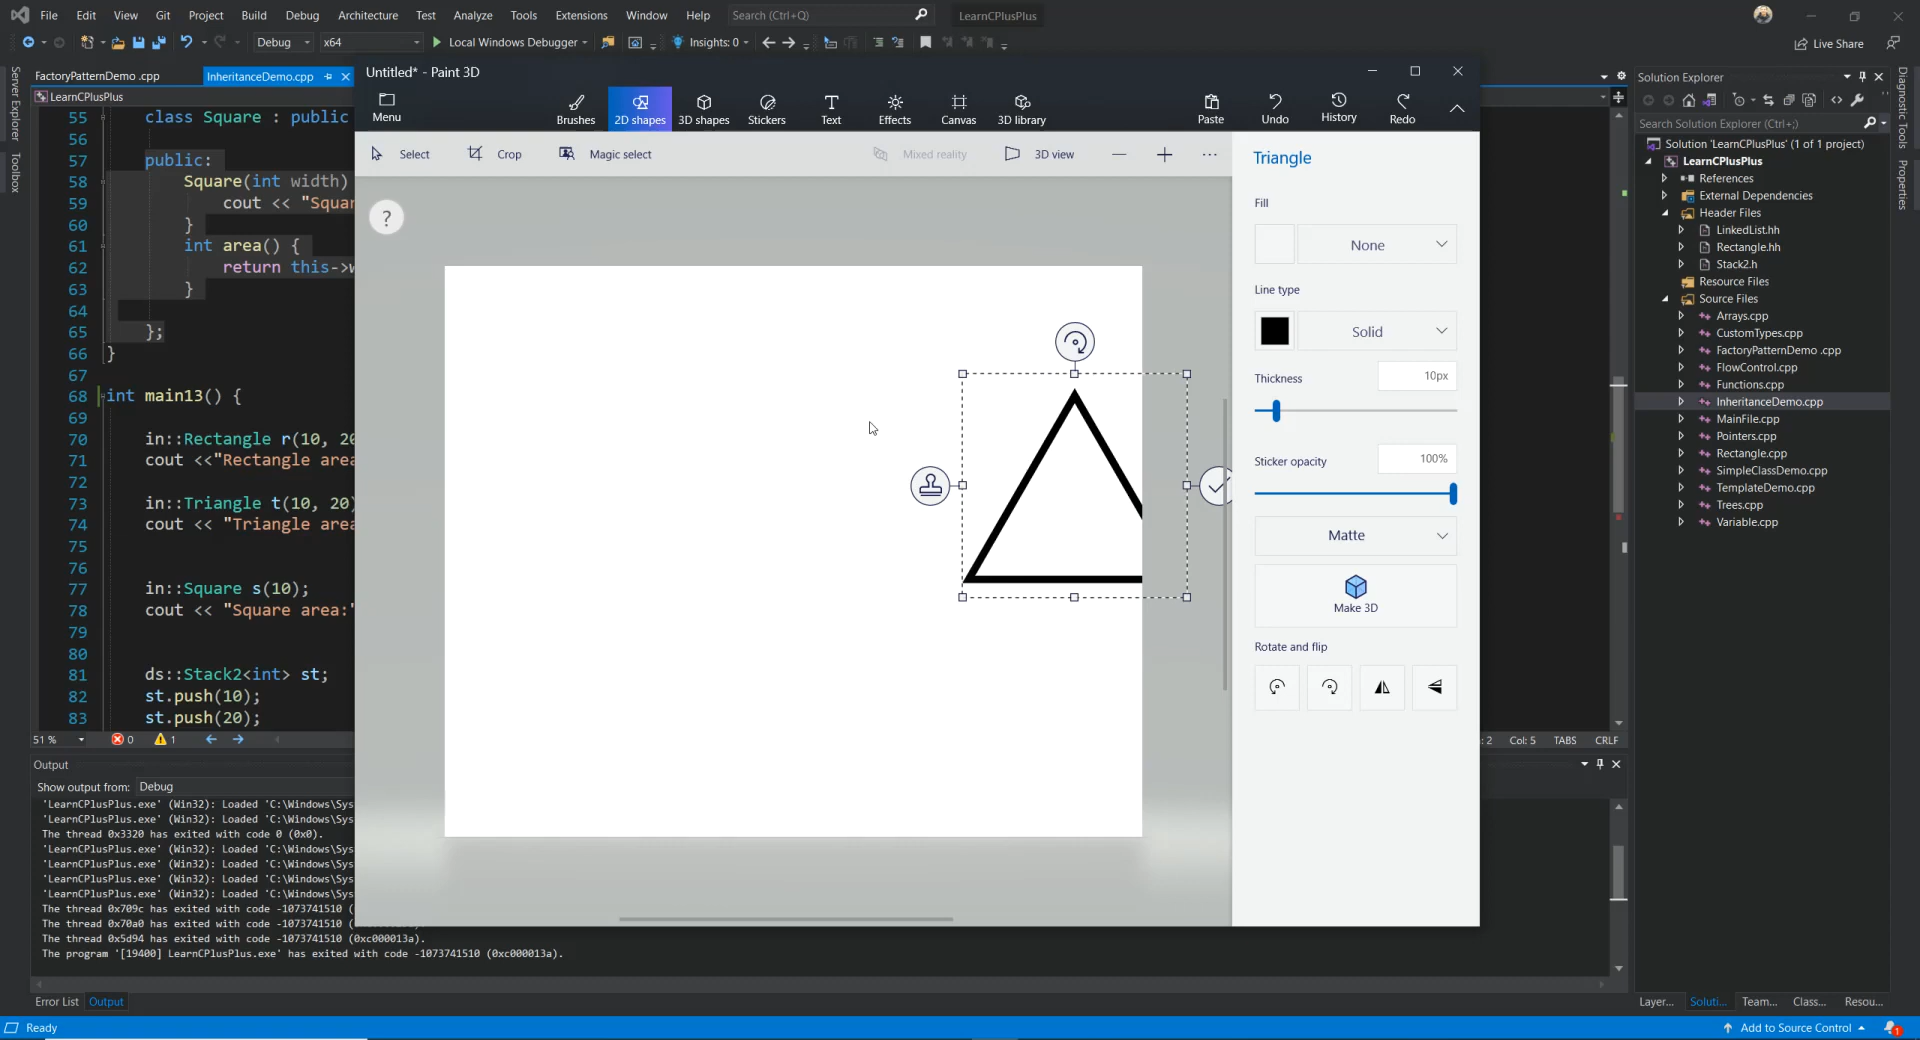 File Edit View Git Project Build Debug Architecture Test Analyze Tools Extensions Window Help Search (Ctrl+Q) LearnCPlusPlus
Debug x64 Local Windows Debugger Insights: 0 Live Share
FactoryPatternDemo .cpp InheritanceDemo.cpp
LearnCPlusPlus
Server Explorer
Toolbox
55 class Square : public
56
57 public:
58 Square(int width)
59 cout << "Squar
60 }
61 int area() {
62 return this->w
63 }
64
65 };
66 }
67
68 int main13() {
69
70 in::Rectangle r(10, 20
71 cout <<"Rectangle area
72
73 in::Triangle t(10, 20)
74 cout << "Triangle area
75
76
77 in::Square s(10);
78 cout << "Square area:"
79
80
81 ds::Stack2<int> st;
82 st.push(10);
83 st.push(20);
51 % 0 1
: 2 Col: 5 TABS CRLF
Untitled* - Paint 3D
Menu Brushes 2D shapes 3D shapes Stickers Text Effects Canvas 3D library Paste Undo History Redo
Select Crop Magic select Mixed reality 3D view
?
Triangle
Fill
None
Line type
Solid
Thickness 10px
Sticker opacity 100%
Matte
Make 3D
Rotate and flip
Output
Show output from: Debug
'LearnCPlusPlus.exe' (Win32): Loaded 'C:\Windows\Sys
'LearnCPlusPlus.exe' (Win32): Loaded 'C:\Windows\Sys
The thread 0x3320 has exited with code 0 (0x0).
'LearnCPlusPlus.exe' (Win32): Loaded 'C:\Windows\Sys
'LearnCPlusPlus.exe' (Win32): Loaded 'C:\Windows\Sys
'LearnCPlusPlus.exe' (Win32): Loaded 'C:\Windows\Sys
'LearnCPlusPlus.exe' (Win32): Loaded 'C:\Windows\Sys
The thread 0x709c has exited with code -1073741510 (
The thread 0x70a0 has exited with code -1073741510 (
The thread 0x5d94 has exited with code -1073741510 (0xc000013a).
The program '[19400] LearnCPlusPlus.exe' has exited with code -1073741510 (0xc000013a).
Error List Output
Solution Explorer
Search Solution Explorer (Ctrl+;)
Solution 'LearnCPlusPlus' (1 of 1 project)
LearnCPlusPlus
References
External Dependencies
Header Files
LinkedList.hh
Rectangle.hh
Stack2.h
Resource Files
Source Files
Arrays.cpp
CustomTypes.cpp
FactoryPatternDemo .cpp
FlowControl.cpp
Functions.cpp
InheritanceDemo.cpp
MainFile.cpp
Pointers.cpp
Rectangle.cpp
SimpleClassDemo.cpp
TemplateDemo.cpp
Trees.cpp
Variable.cpp
Diagnostic Tools
Properties
Layer... Soluti... Team... Class... Resou...
Ready Add to Source Control 1